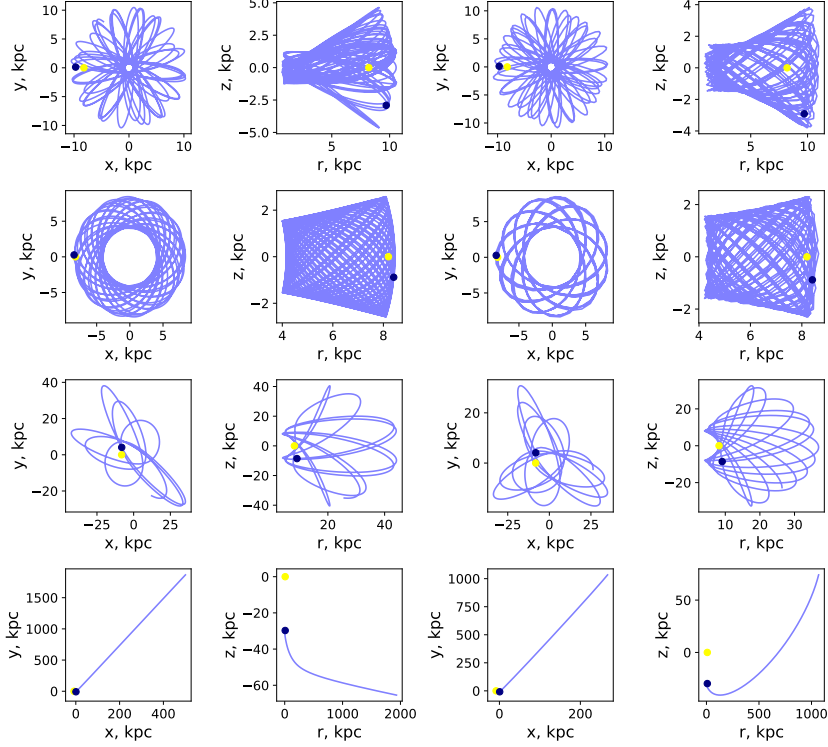 10 5 0 −5 −10
y, kpc
−10 0 10
x, kpc
5.0 2.5 0.0 −2.5 −5.0
z, kpc
5 10
r, kpc
10 5 0 −5 −10
y, kpc
−10 0 10
x, kpc
4 2 0 −2 −4
z, kpc
5 10
r, kpc
5 0 −5
y, kpc
−5 0 5
x, kpc
2 0 −2
z, kpc
4 6 8
r, kpc
5 0 −5
y, kpc
−5 0 5
x, kpc
2 0 −2
z, kpc
4 6 8
r, kpc
40 20 0 −20
y, kpc
−25 0 25
x, kpc
40 20 0 −20 −40
z, kpc
20 40
r, kpc
30 20 10 0
y, kpc
−25 0 25
x, kpc
20 0 −20
z, kpc
10 20 30
r, kpc
1500 1000 500 0
y, kpc
0 200 400
x, kpc
0 −20 −40 −60
z, kpc
0 1000 2000
r, kpc
1000 750 500 250 0
y, kpc
0 200
x, kpc
50 0 −50
z, kpc
0 500 1000
r, kpc